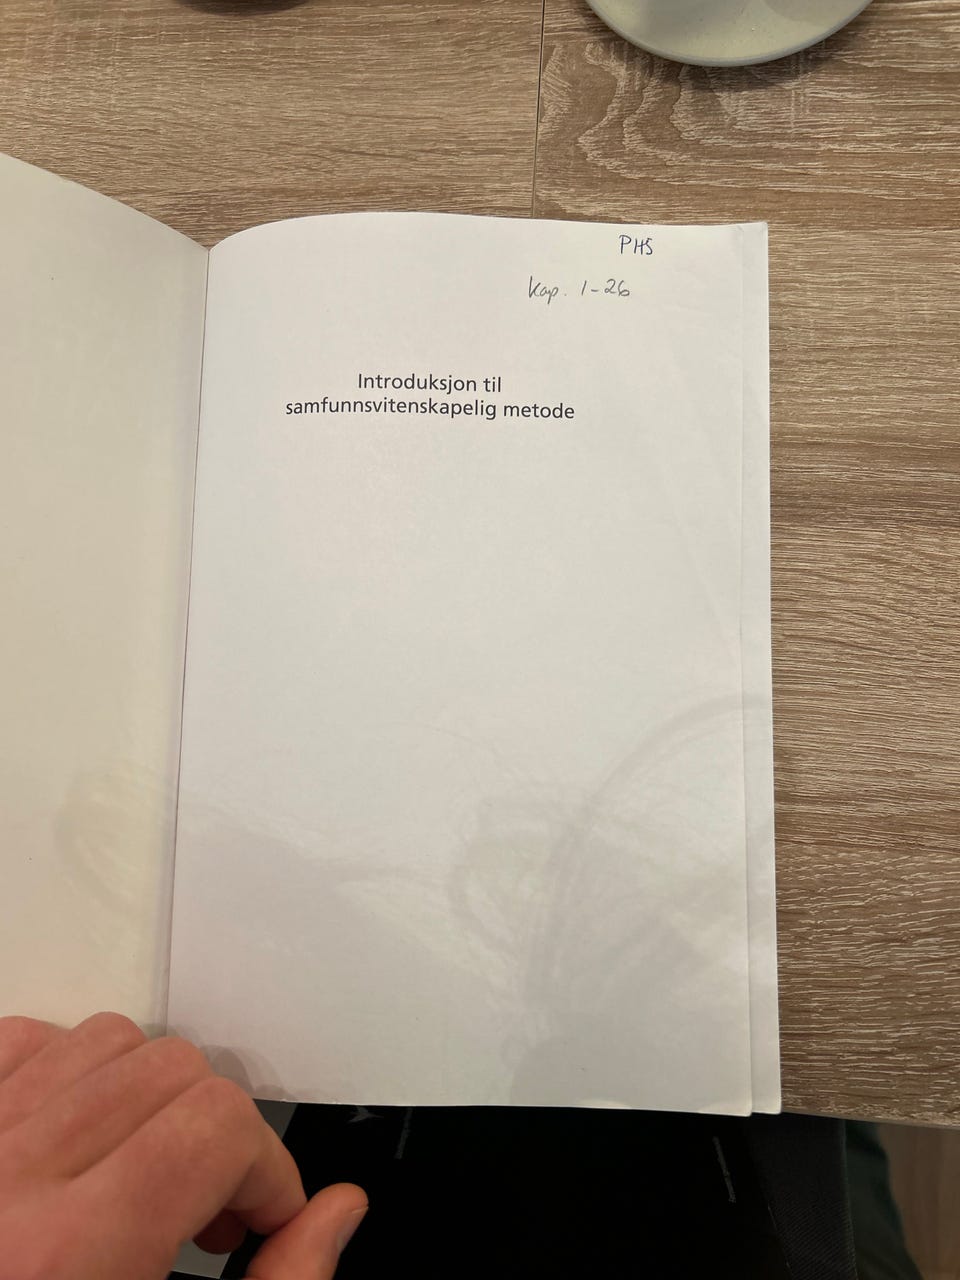 PHS
Kap. 1-26
Introduksjon til
samfunnsvitenskapelig metode